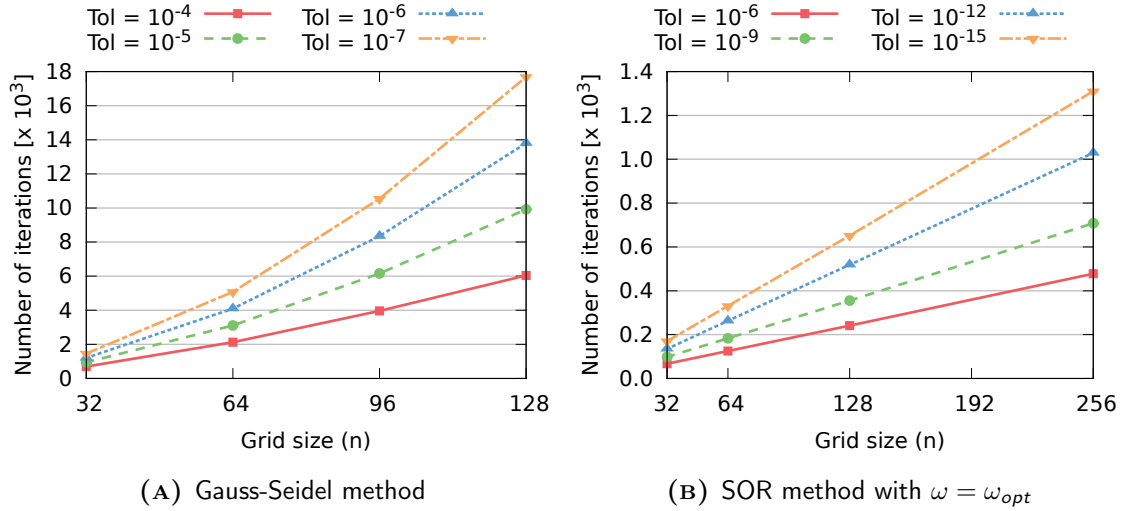 Tol = 10⁻⁴
Tol = 10⁻⁵
Tol = 10⁻⁶
Tol = 10⁻⁷
Number of iterations [x 10³]
18
16
14
12
10
8
6
4
2
0
32 64 96 128
Grid size (n)
(A) Gauss-Seidel method
Tol = 10⁻⁶
Tol = 10⁻⁹
Tol = 10⁻¹²
Tol = 10⁻¹⁵
Number of iterations [x 10³]
1.4
1.2
1.0
0.8
0.6
0.4
0.2
0.0
32 64 128 192 256
Grid size (n)
(B) SOR method with ω = ωₒₚₜ